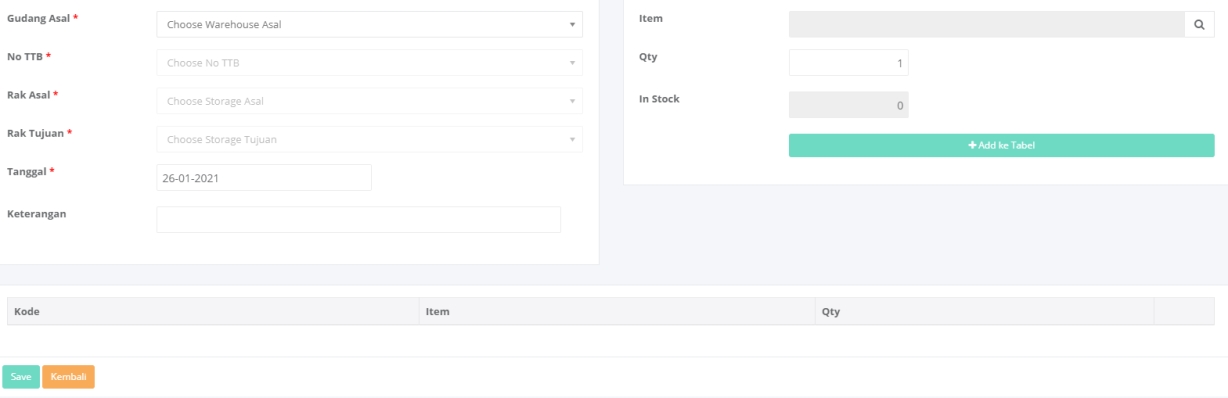 Gudang Asal *
Choose Warehouse Asal
No TTB *
Choose No TTB
Rak Asal *
Choose Storage Asal
Rak Tujuan *
Choose Storage Tujuan
Tanggal *
26-01-2021
Keterangan
Item
Qty
1
In Stock
0
+ Add ke Tabel
Kode Item Qty
Save Kembali